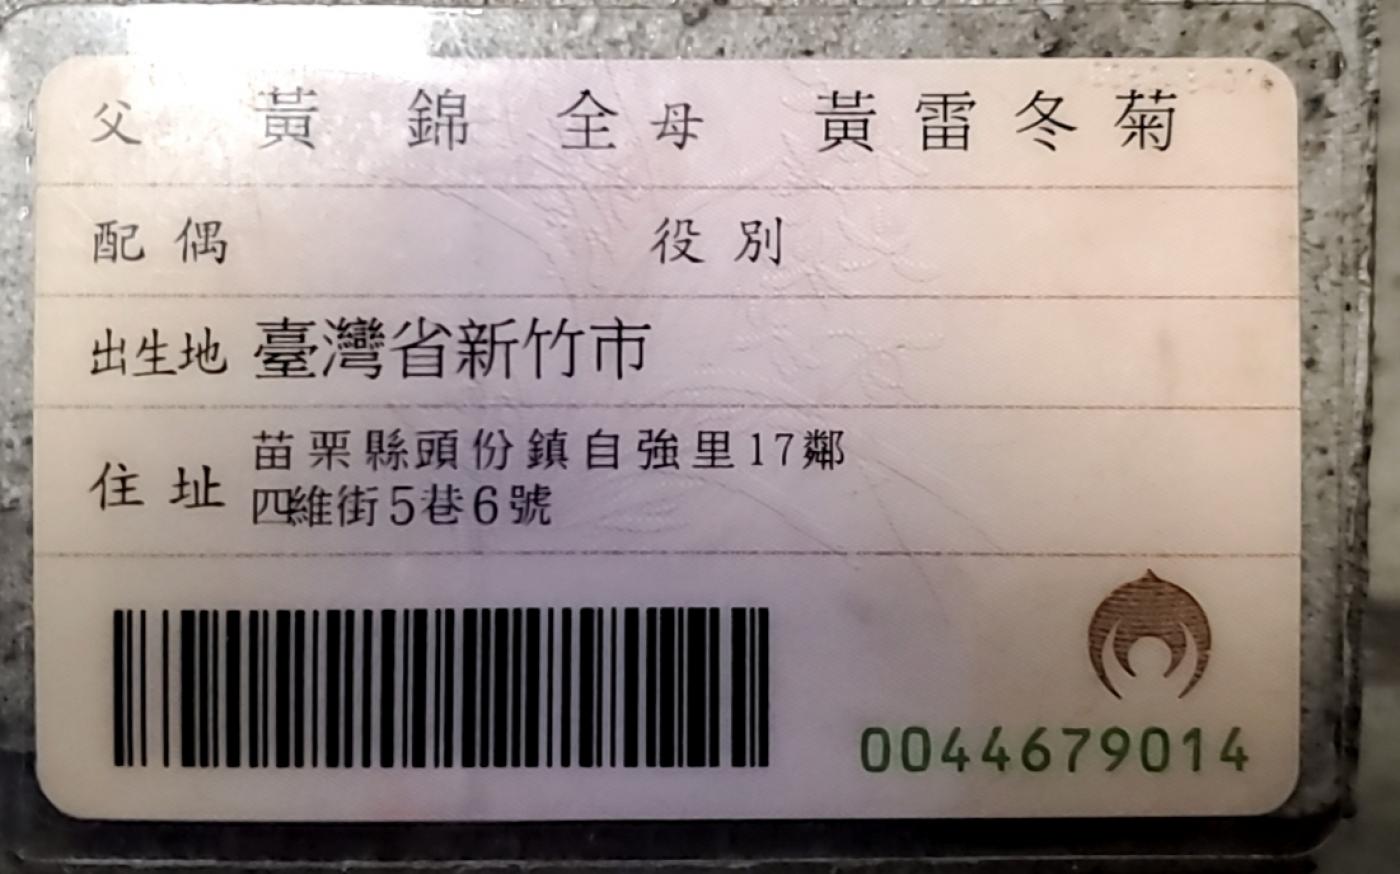 父 黃錦全 母 黃雷冬菊
配偶 役別
出生地 臺灣省新竹市
住址 苗栗縣頭份鎮自強里17鄰
四維街5巷6號
0044679014